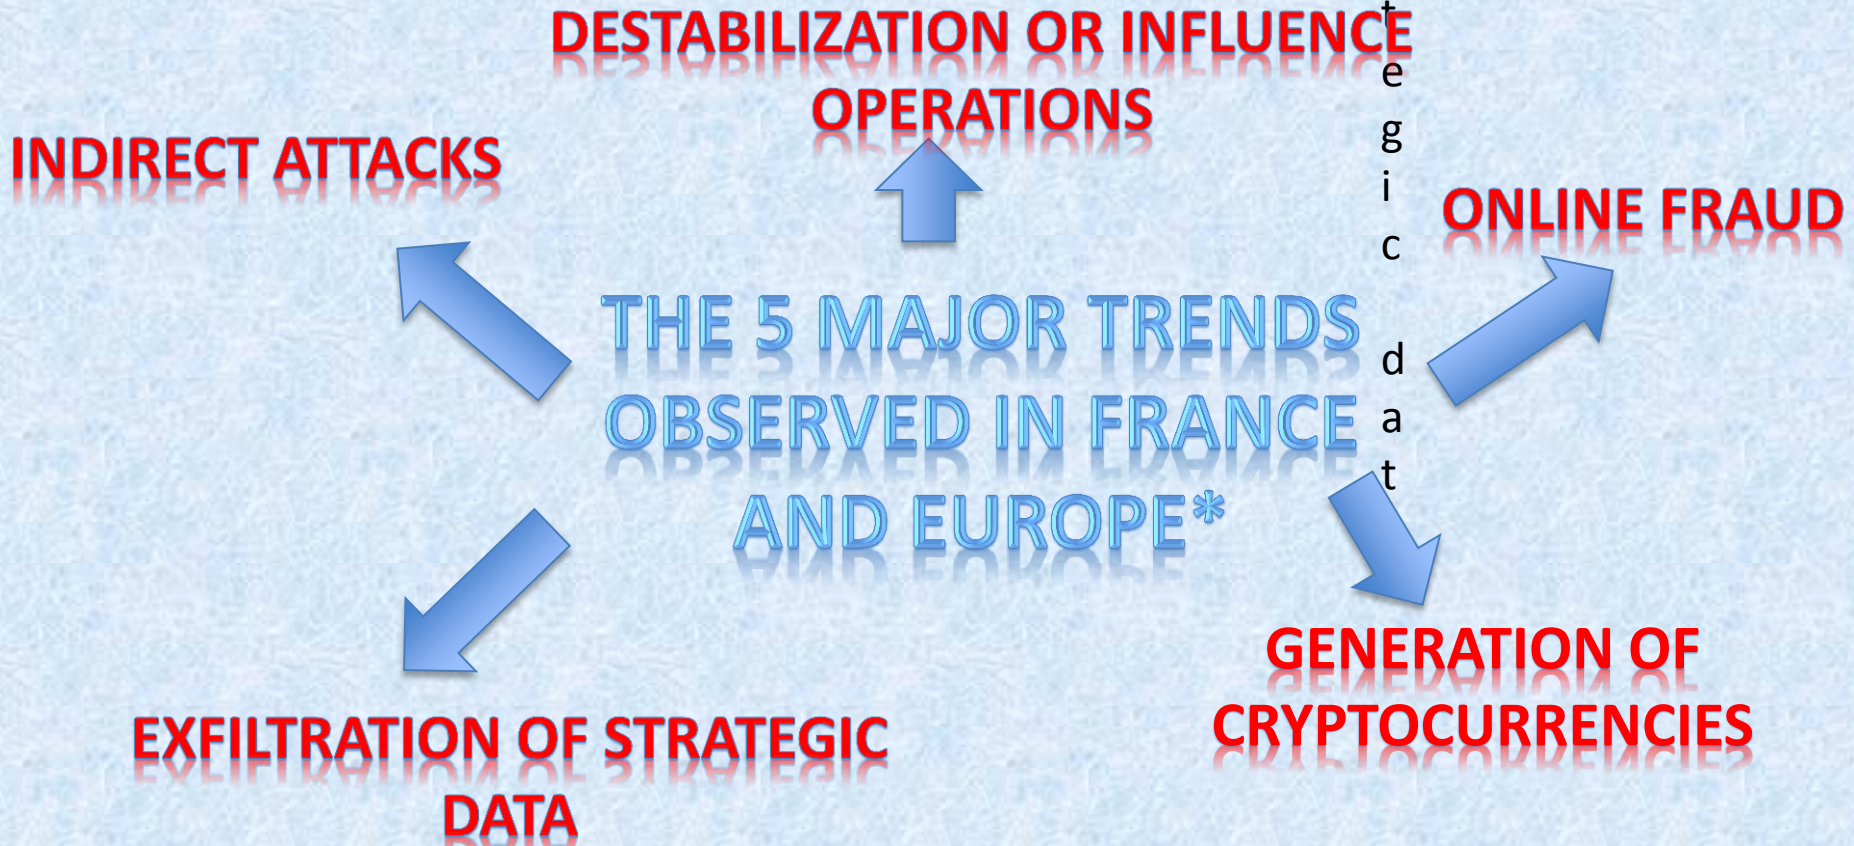 DESTABILIZATION OR INFLUENCE
OPERATIONS
INDIRECT ATTACKS
ONLINE FRAUD
THE 5 MAJOR TRENDS
OBSERVED IN FRANCE
AND EUROPE*
GENERATION OF
CRYPTOCURRENCIES
EXFILTRATION OF STRATEGIC
DATA
t
e
g
i
c
d
a
t